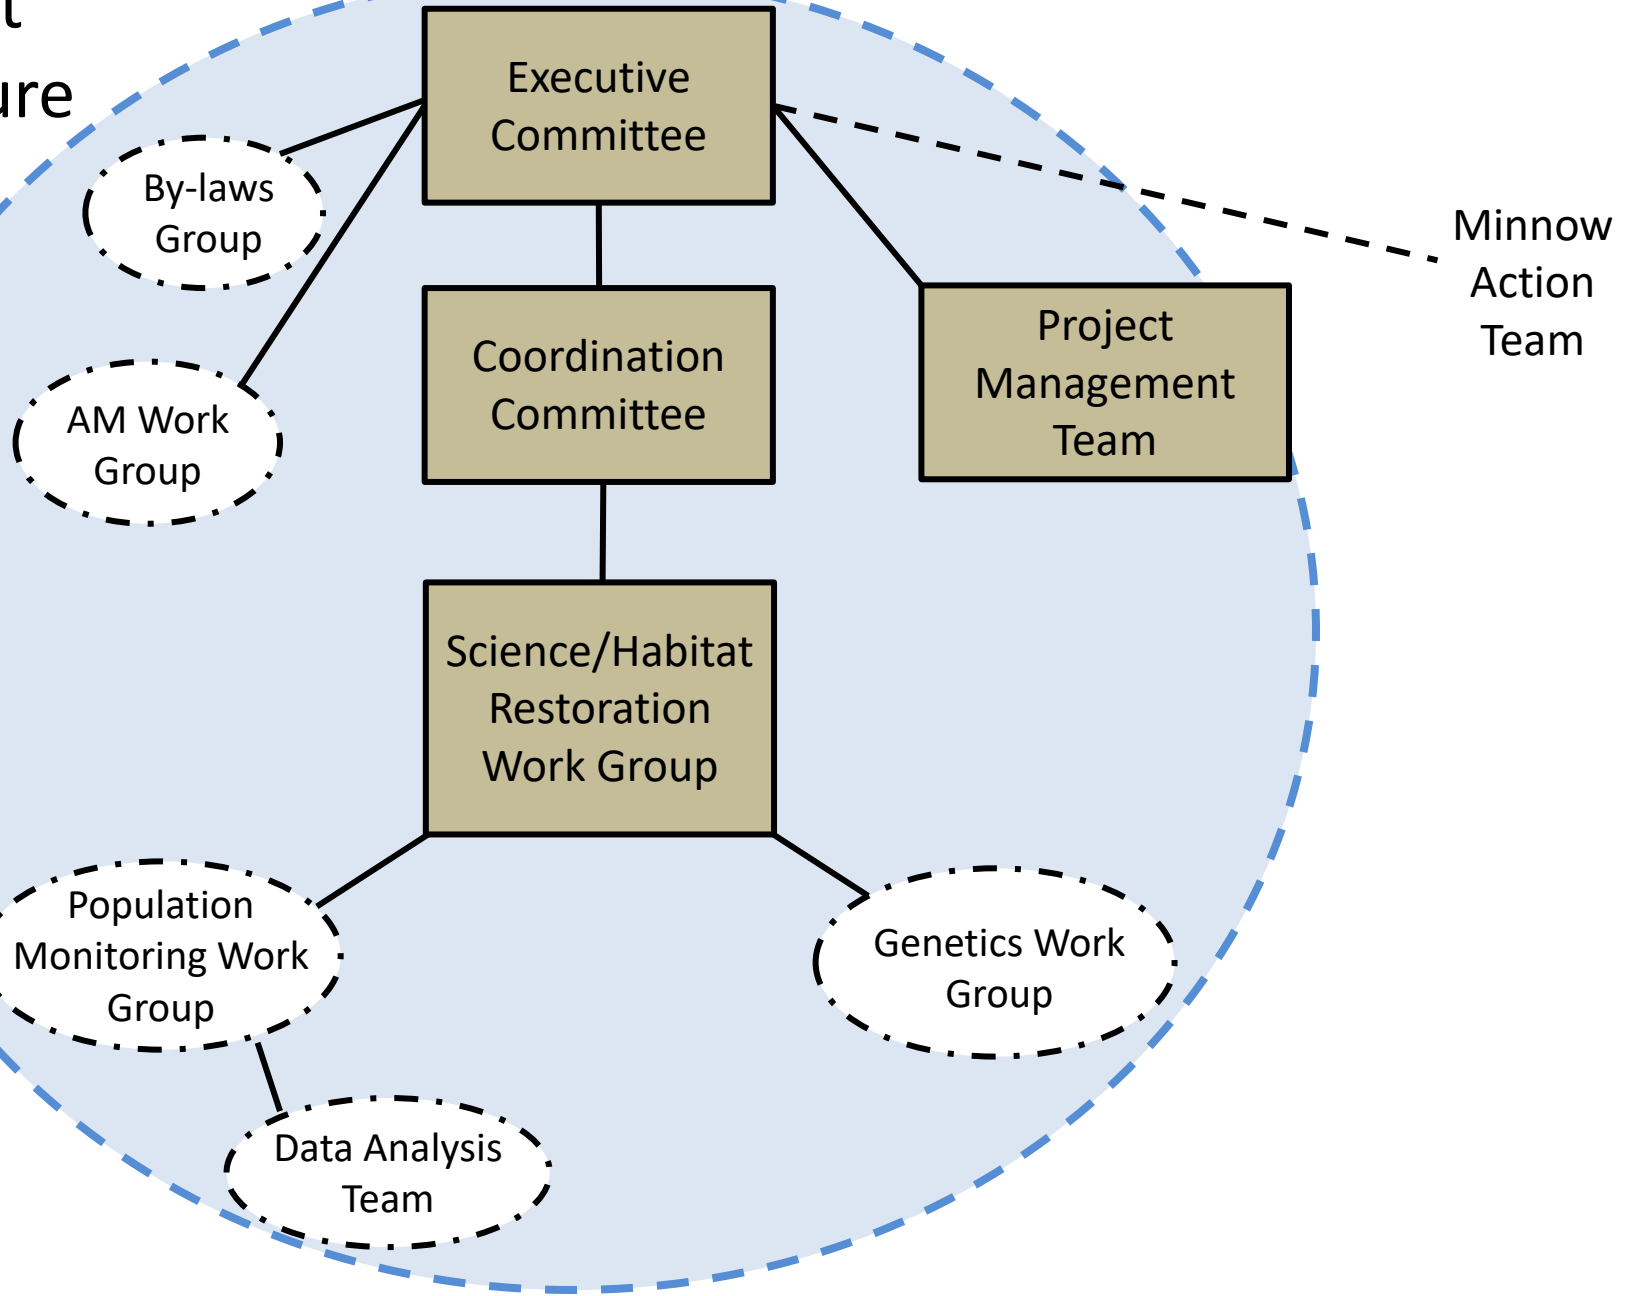 Executive
Committee
By-laws
Group
Minnow
Action
Team
Project
Management
Team
Coordination
Committee
AM Work
Group
Science/Habitat
Restoration
Work Group
Population
Monitoring Work
Group
Genetics Work
Group
Data Analysis
Team